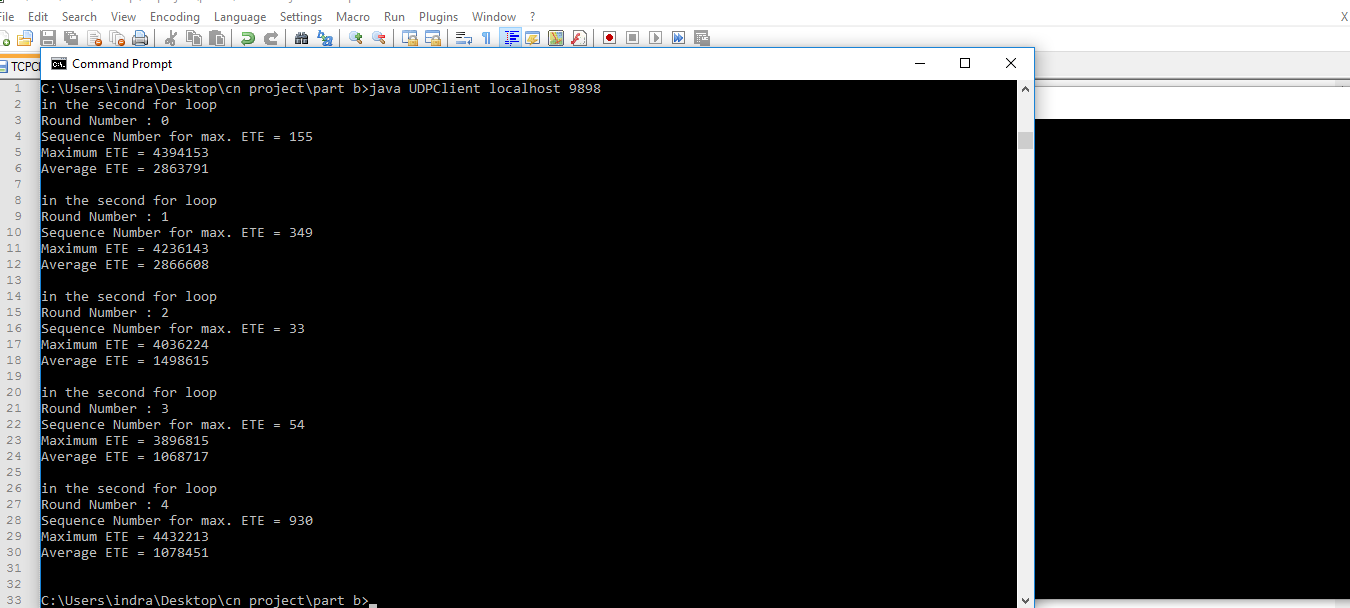 File Edit Search View Encoding Language Settings Macro Run Plugins Window ? X
Command Prompt
1 C:\Users\indra\Desktop\cn project\part b>java UDPClient localhost 9898
2 in the second for loop
3 Round Number : 0
4 Sequence Number for max. ETE = 155
5 Maximum ETE = 4394153
6 Average ETE = 2863791
7
8 in the second for loop
9 Round Number : 1
10 Sequence Number for max. ETE = 349
11 Maximum ETE = 4236143
12 Average ETE = 2866608
13
14 in the second for loop
15 Round Number : 2
16 Sequence Number for max. ETE = 33
17 Maximum ETE = 4036224
18 Average ETE = 1498615
19
20 in the second for loop
21 Round Number : 3
22 Sequence Number for max. ETE = 54
23 Maximum ETE = 3896815
24 Average ETE = 1068717
25
26 in the second for loop
27 Round Number : 4
28 Sequence Number for max. ETE = 930
29 Maximum ETE = 4432213
30 Average ETE = 1078451
31
32
33 C:\Users\indra\Desktop\cn project\part b>